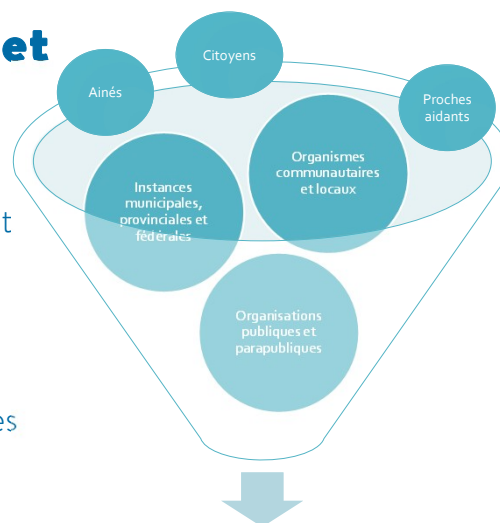 et
Citoyens
Ainés
Proches
aidants
Organismes
communautaires
et locaux
Instances
municipales,
provinciales et
fédérales
t
Organisations
publiques et
parapubliques
es